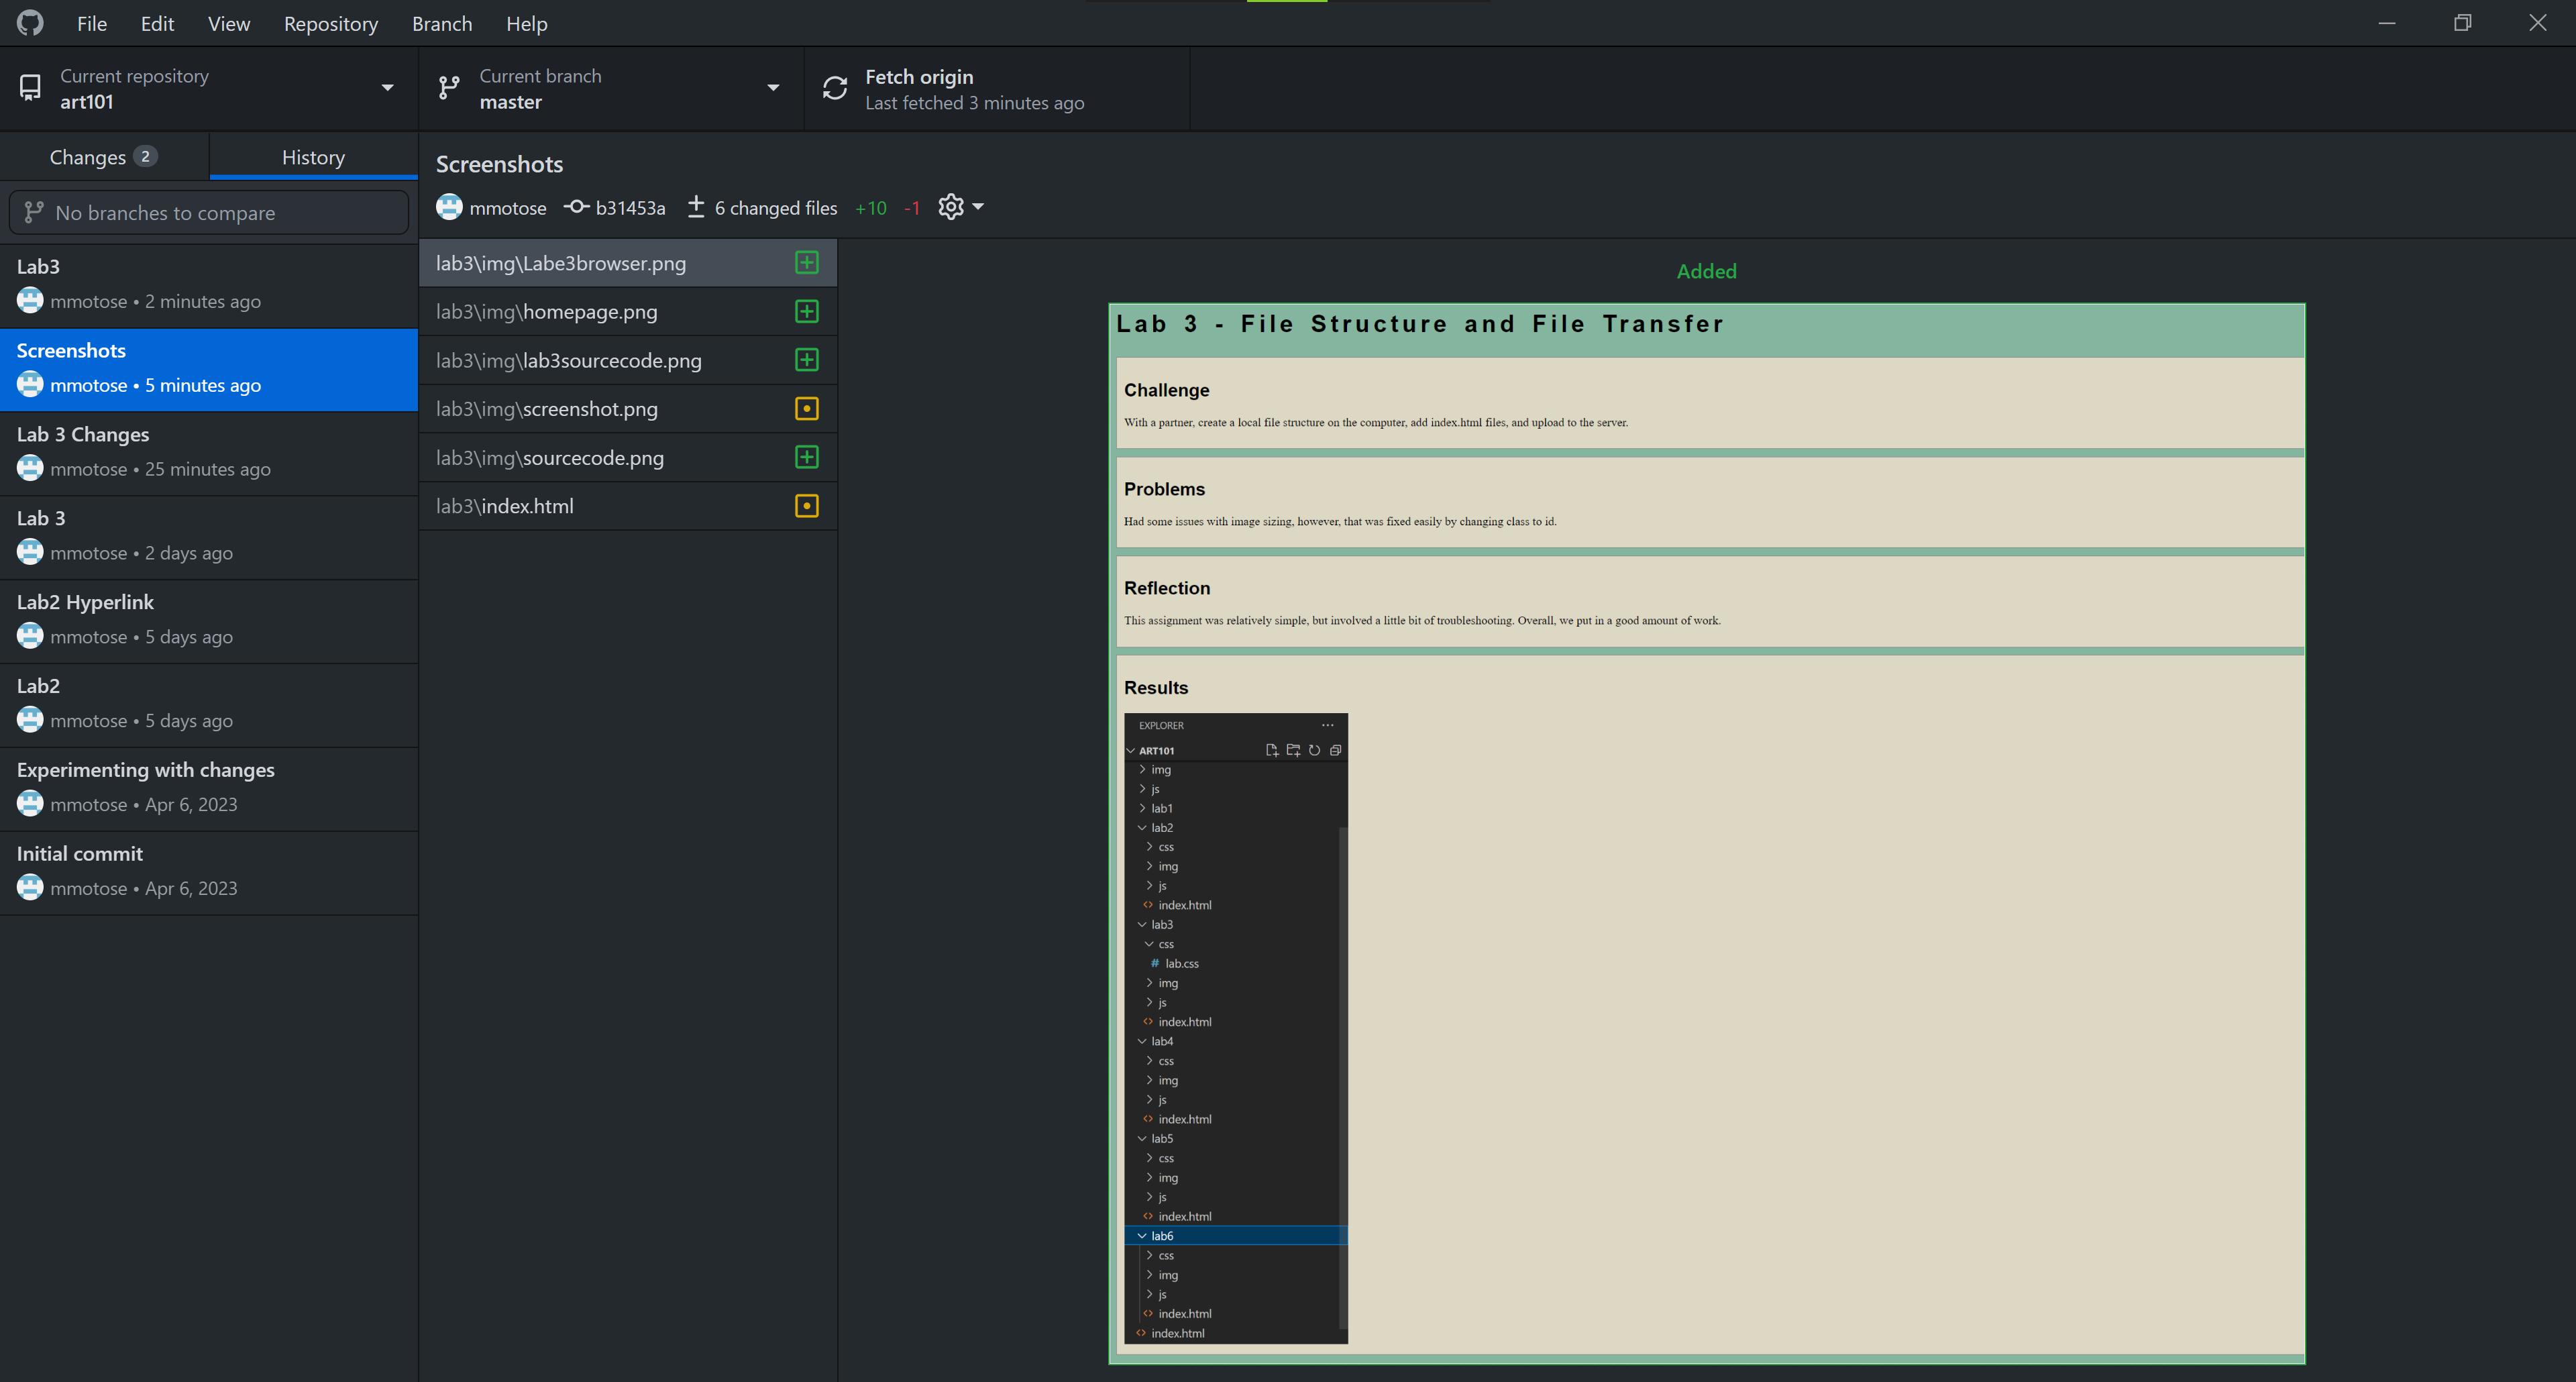 File Edit View Repository Branch Help
Current repository
art101
Current branch
master
Fetch origin
Last fetched 3 minutes ago
Changes 2
History
No branches to compare
Lab3
mmotose • 2 minutes ago
Screenshots
mmotose • 5 minutes ago
Lab 3 Changes
mmotose • 25 minutes ago
Lab 3
mmotose • 2 days ago
Lab2 Hyperlink
mmotose • 5 days ago
Lab2
mmotose • 5 days ago
Experimenting with changes
mmotose • Apr 6, 2023
Initial commit
mmotose • Apr 6, 2023
Screenshots
mmotose b31453a 6 changed files +10 -1
lab3\img\Labe3browser.png
lab3\img\homepage.png
lab3\img\lab3sourcecode.png
lab3\img\screenshot.png
lab3\img\sourcecode.png
lab3\index.html
Added
Lab 3 - File Structure and File Transfer
Challenge
With a partner, create a local file structure on the computer, add index.html files, and upload to the server.
Problems
Had some issues with image sizing, however, that was fixed easily by changing class to id.
Reflection
This assignment was relatively simple, but involved a little bit of troubleshooting. Overall, we put in a good amount of work.
Results
EXPLORER ...
ART101
img
js
lab1
lab2
css
img
js
index.html
lab3
css
# lab.css
img
js
index.html
lab4
css
img
js
index.html
lab5
css
img
js
index.html
lab6
css
img
js
index.html
index.html